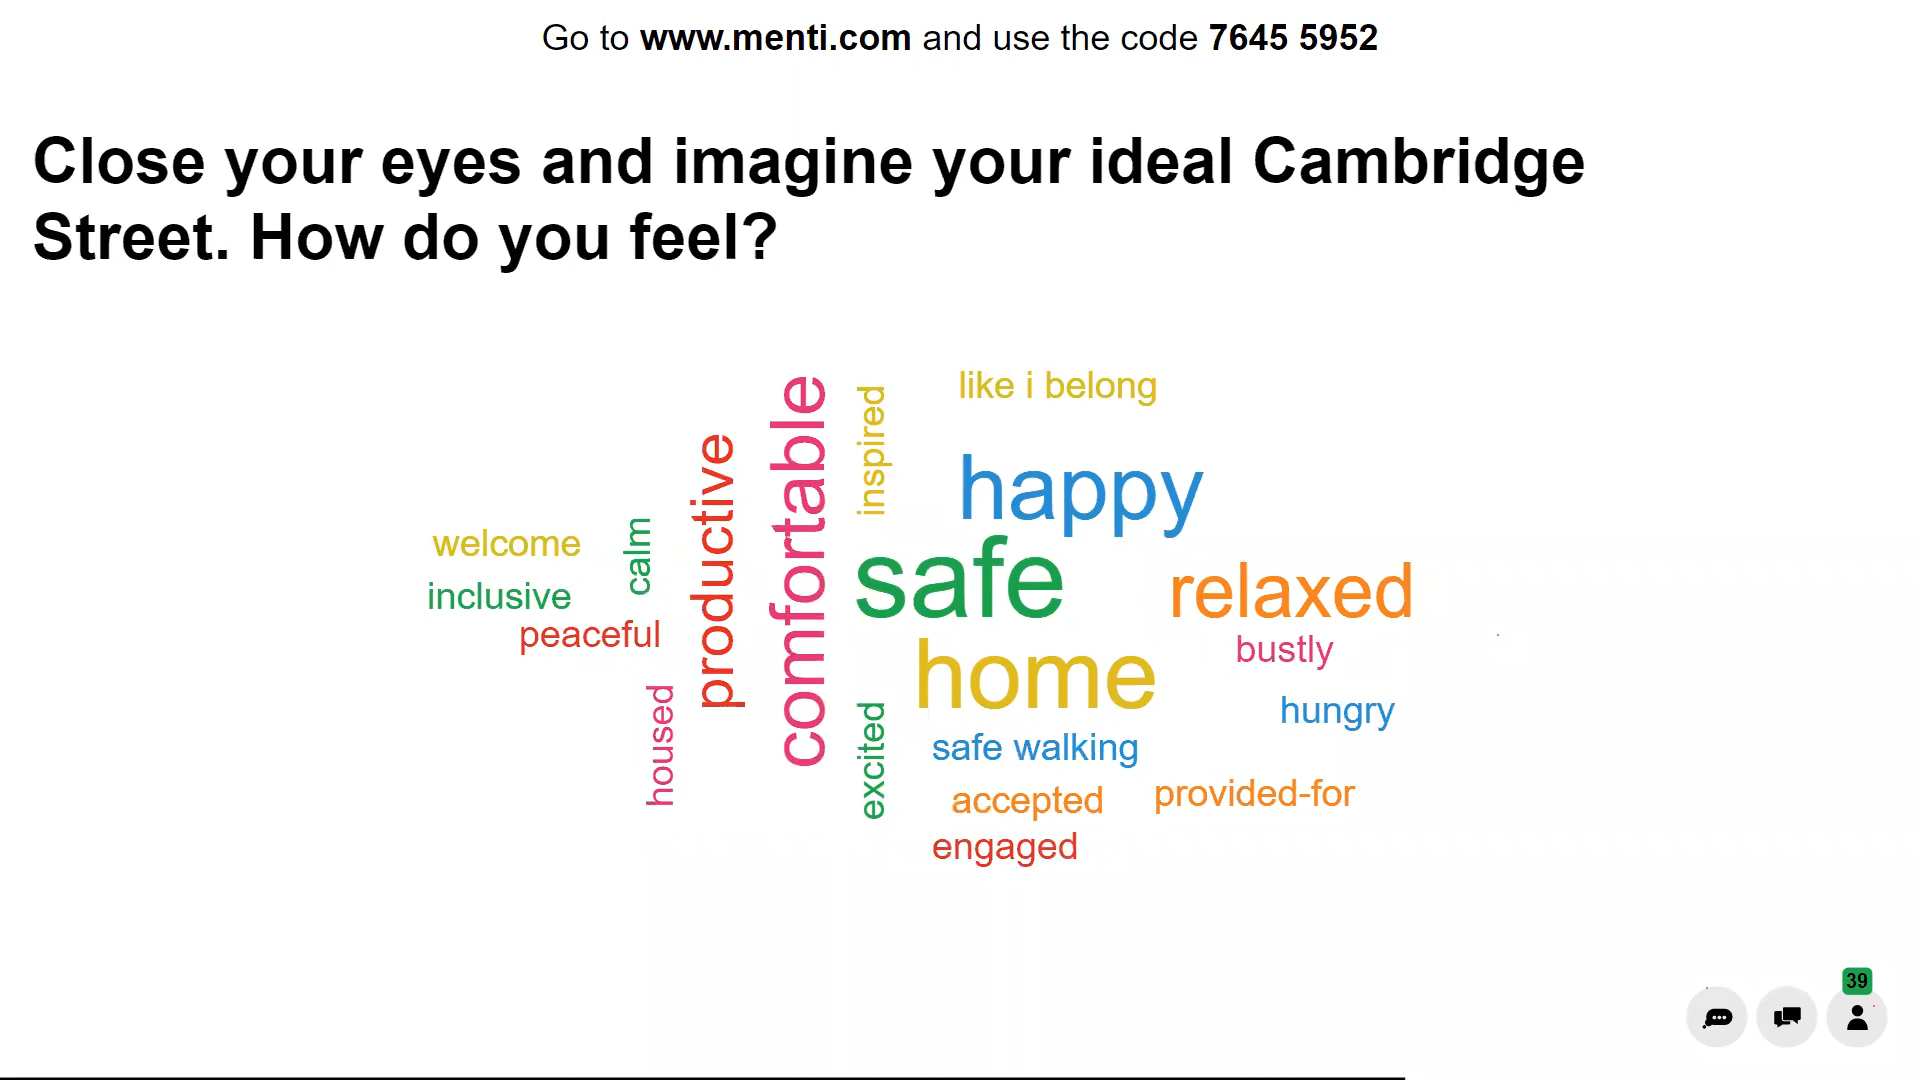 Go to www.menti.com and use the code 7645 5952
Close your eyes and imagine your ideal Cambridge
Street. How do you feel?
like i belong
inspired
comfortable
productive
happy
welcome
calm
safe
relaxed
inclusive
peaceful
bustly
home
housed
hungry
excited
safe walking
accepted
provided-for
engaged
39